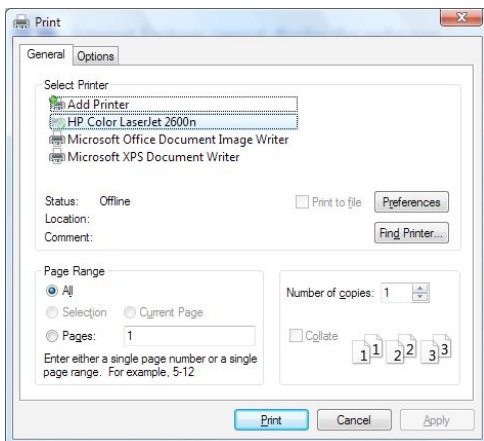 Print
General Options
Select Printer
Add Printer
HP Color LaserJet 2600n
Microsoft Office Document Image Writer
Microsoft XPS Document Writer
Status: Offline
Print to file Preferences
Location:
Comment:
Find Printer...
Page Range
All
Selection Current Page
Pages: 1
Enter either a single page number or a single
page range. For example, 5-12
Number of copies: 1
Collate
1 1 2 2 3 3
Print Cancel Apply